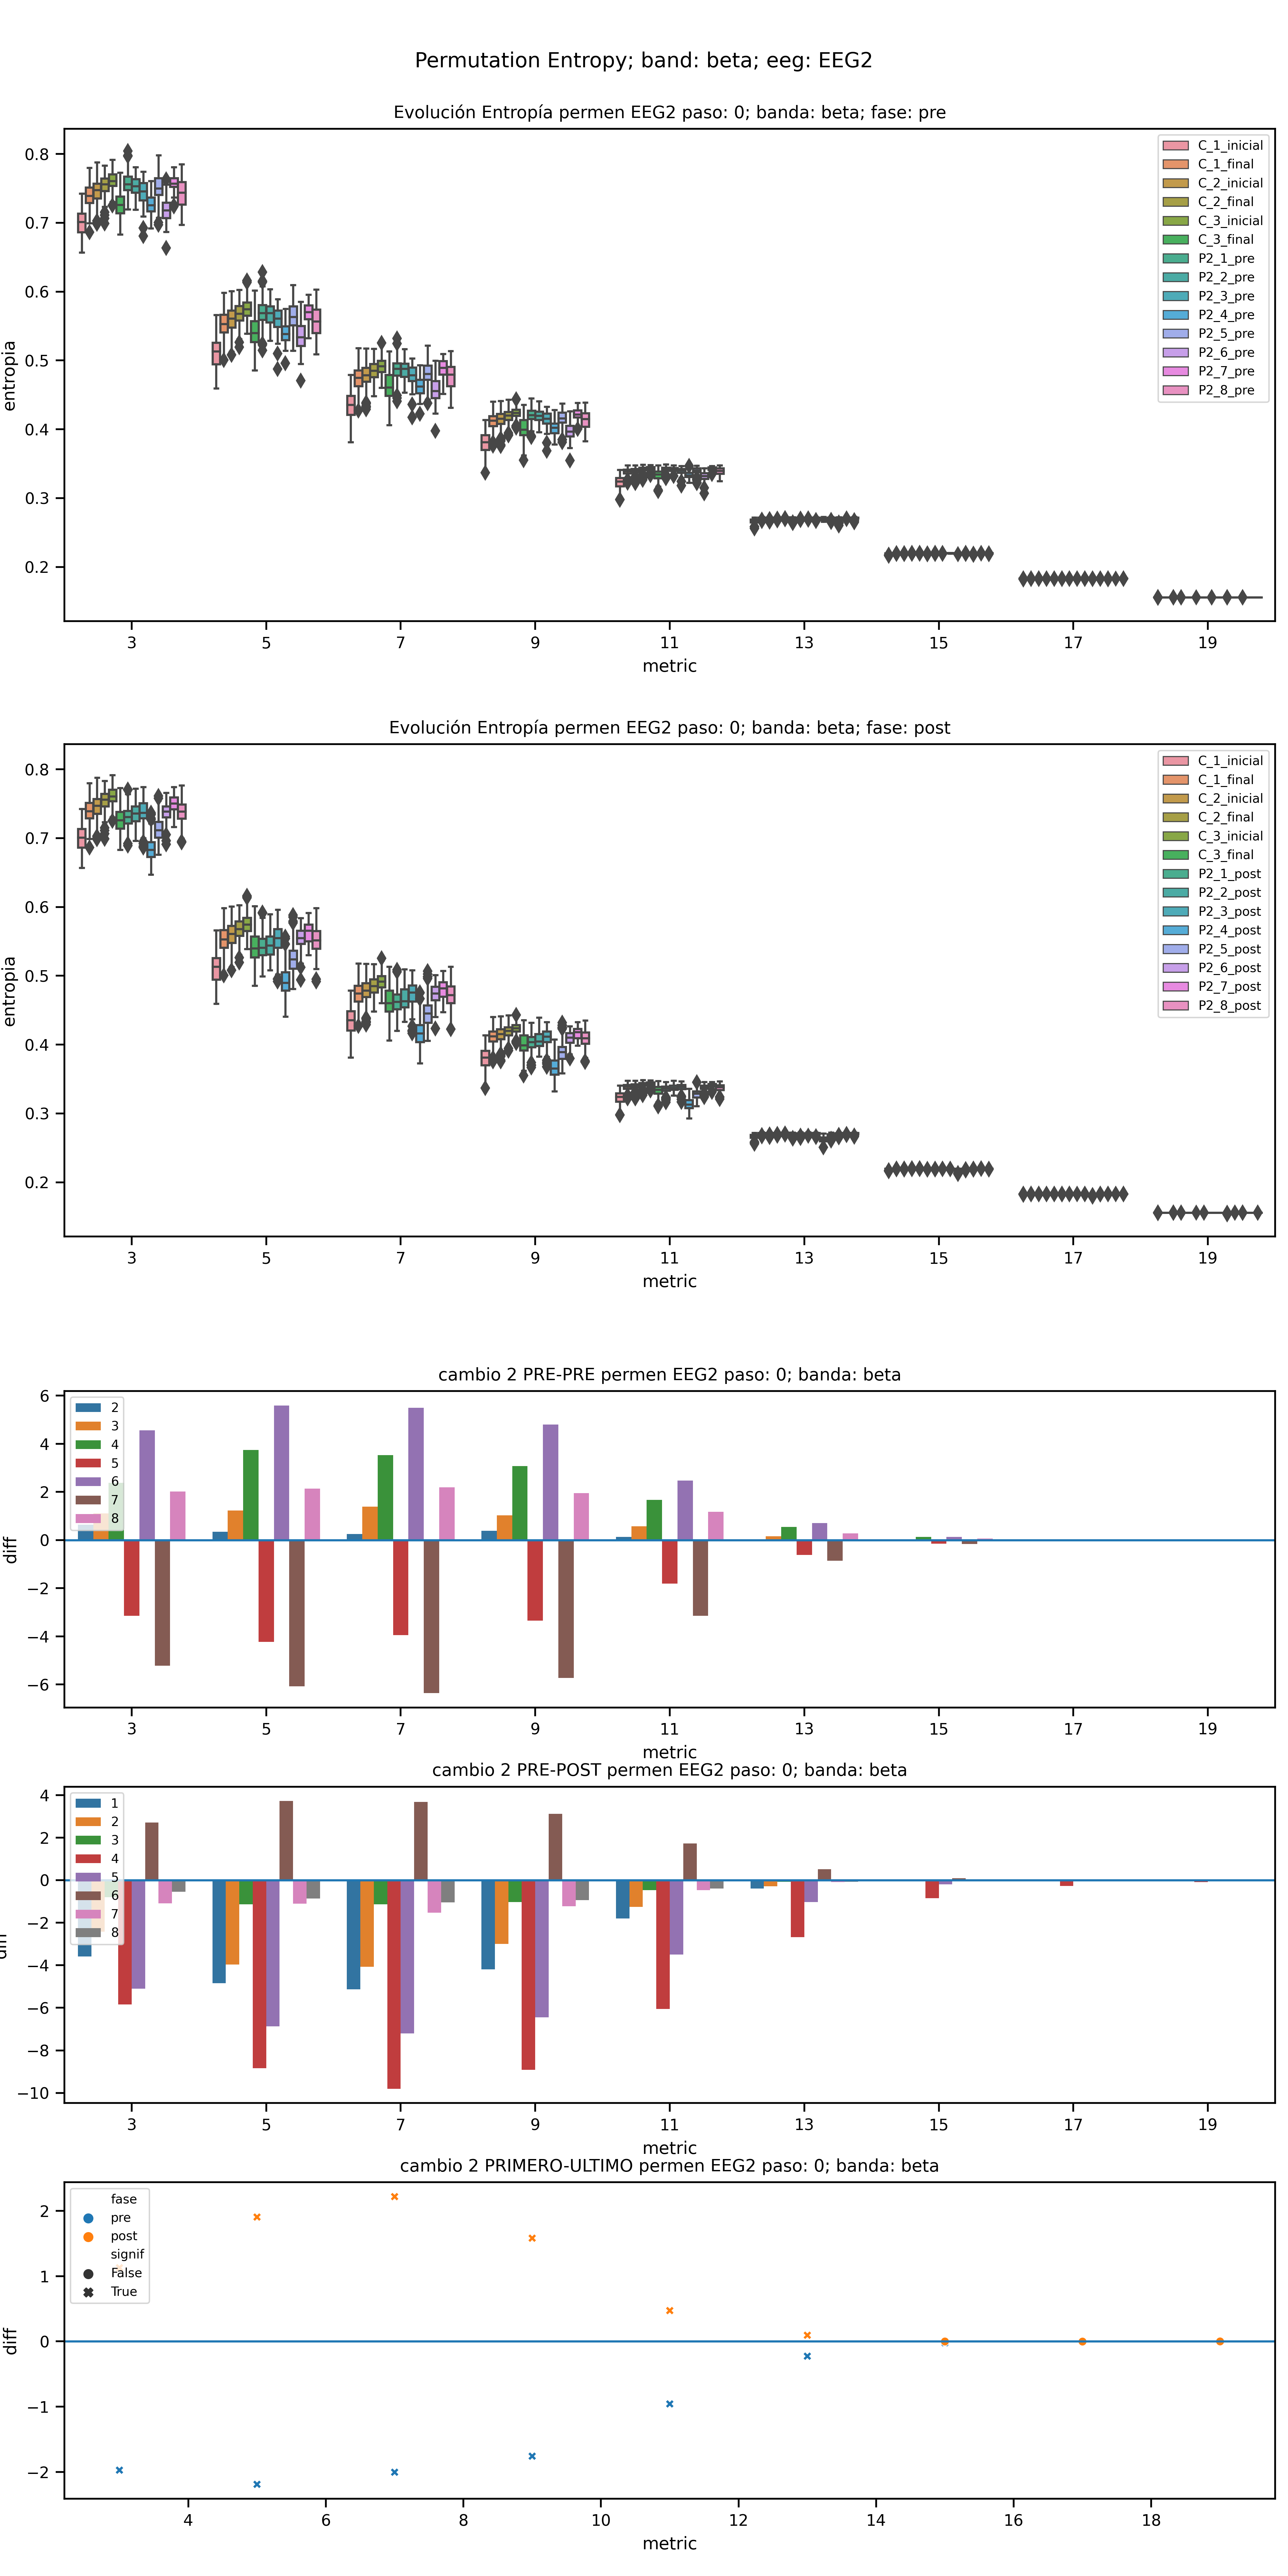 Permutation Entropy; band: beta; eeg: EEG2
Evolución Entropía permen EEG2 paso: 0; banda: beta; fase: pre
entropia
0.8
0.7
0.6
0.5
0.4
0.3
0.2
C_1_inicial
C_1_final
C_2_inicial
C_2_final
C_3_inicial
C_3_final
P2_1_pre
P2_2_pre
P2_3_pre
P2_4_pre
P2_5_pre
P2_6_pre
P2_7_pre
P2_8_pre
3 5 7 9 11 13 15 17 19
metric
Evolución Entropía permen EEG2 paso: 0; banda: beta; fase: post
entropia
0.8
0.7
0.6
0.5
0.4
0.3
0.2
C_1_inicial
C_1_final
C_2_inicial
C_2_final
C_3_inicial
C_3_final
P2_1_post
P2_2_post
P2_3_post
P2_4_post
P2_5_post
P2_6_post
P2_7_post
P2_8_post
3 5 7 9 11 13 15 17 19
metric
cambio 2 PRE-PRE permen EEG2 paso: 0; banda: beta
diff
6
4
2
0
−2
−4
−6
2
3
4
5
6
7
8
3 5 7 9 11 13 15 17 19
metric
cambio 2 PRE-POST permen EEG2 paso: 0; banda: beta
diff
4
2
0
−2
−4
−6
−8
−10
1
2
3
4
5
6
7
8
3 5 7 9 11 13 15 17 19
metric
cambio 2 PRIMERO-ULTIMO permen EEG2 paso: 0; banda: beta
diff
2
1
0
−1
−2
fase
pre
post
signif
False
True
4 6 8 10 12 14 16 18
metric